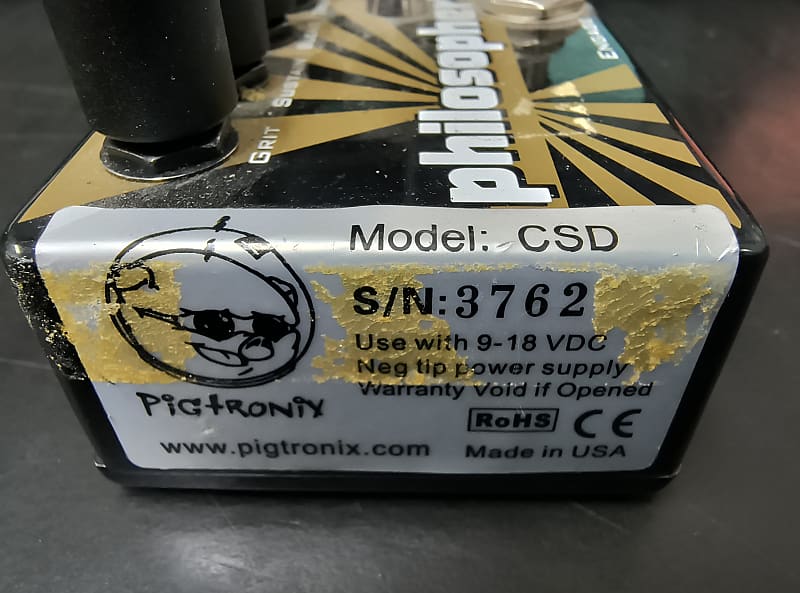 GRIT
SUSTAIN
philosopher
ENGAGE
Model: CSD
S/N: 3762
Use with 9-18 VDC
Neg tip power supply
Warranty Void if Opened
PIGTRONIX
RoHS CE
www.pigtronix.com
Made in USA